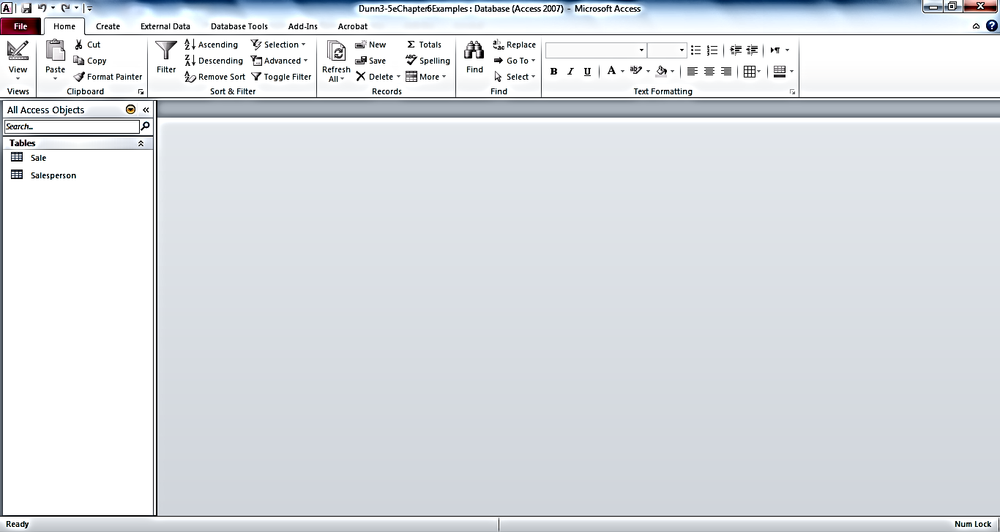 Dunn3-5eChapter6Examples : Database (Access 2007) - Microsoft Access
File Home Create External Data Database Tools Add-Ins Acrobat
View
Views
Paste
Cut
Copy
Format Painter
Clipboard
Filter
Ascending
Descending
Remove Sort
Selection
Advanced
Toggle Filter
Sort & Filter
Refresh
All
New
Save
Delete
Totals
Spelling
More
Records
Find
Replace
Go To
Select
Find
B I U A ab
Text Formatting
All Access Objects
Search...
Tables
Sale
Salesperson
Ready Num Lock